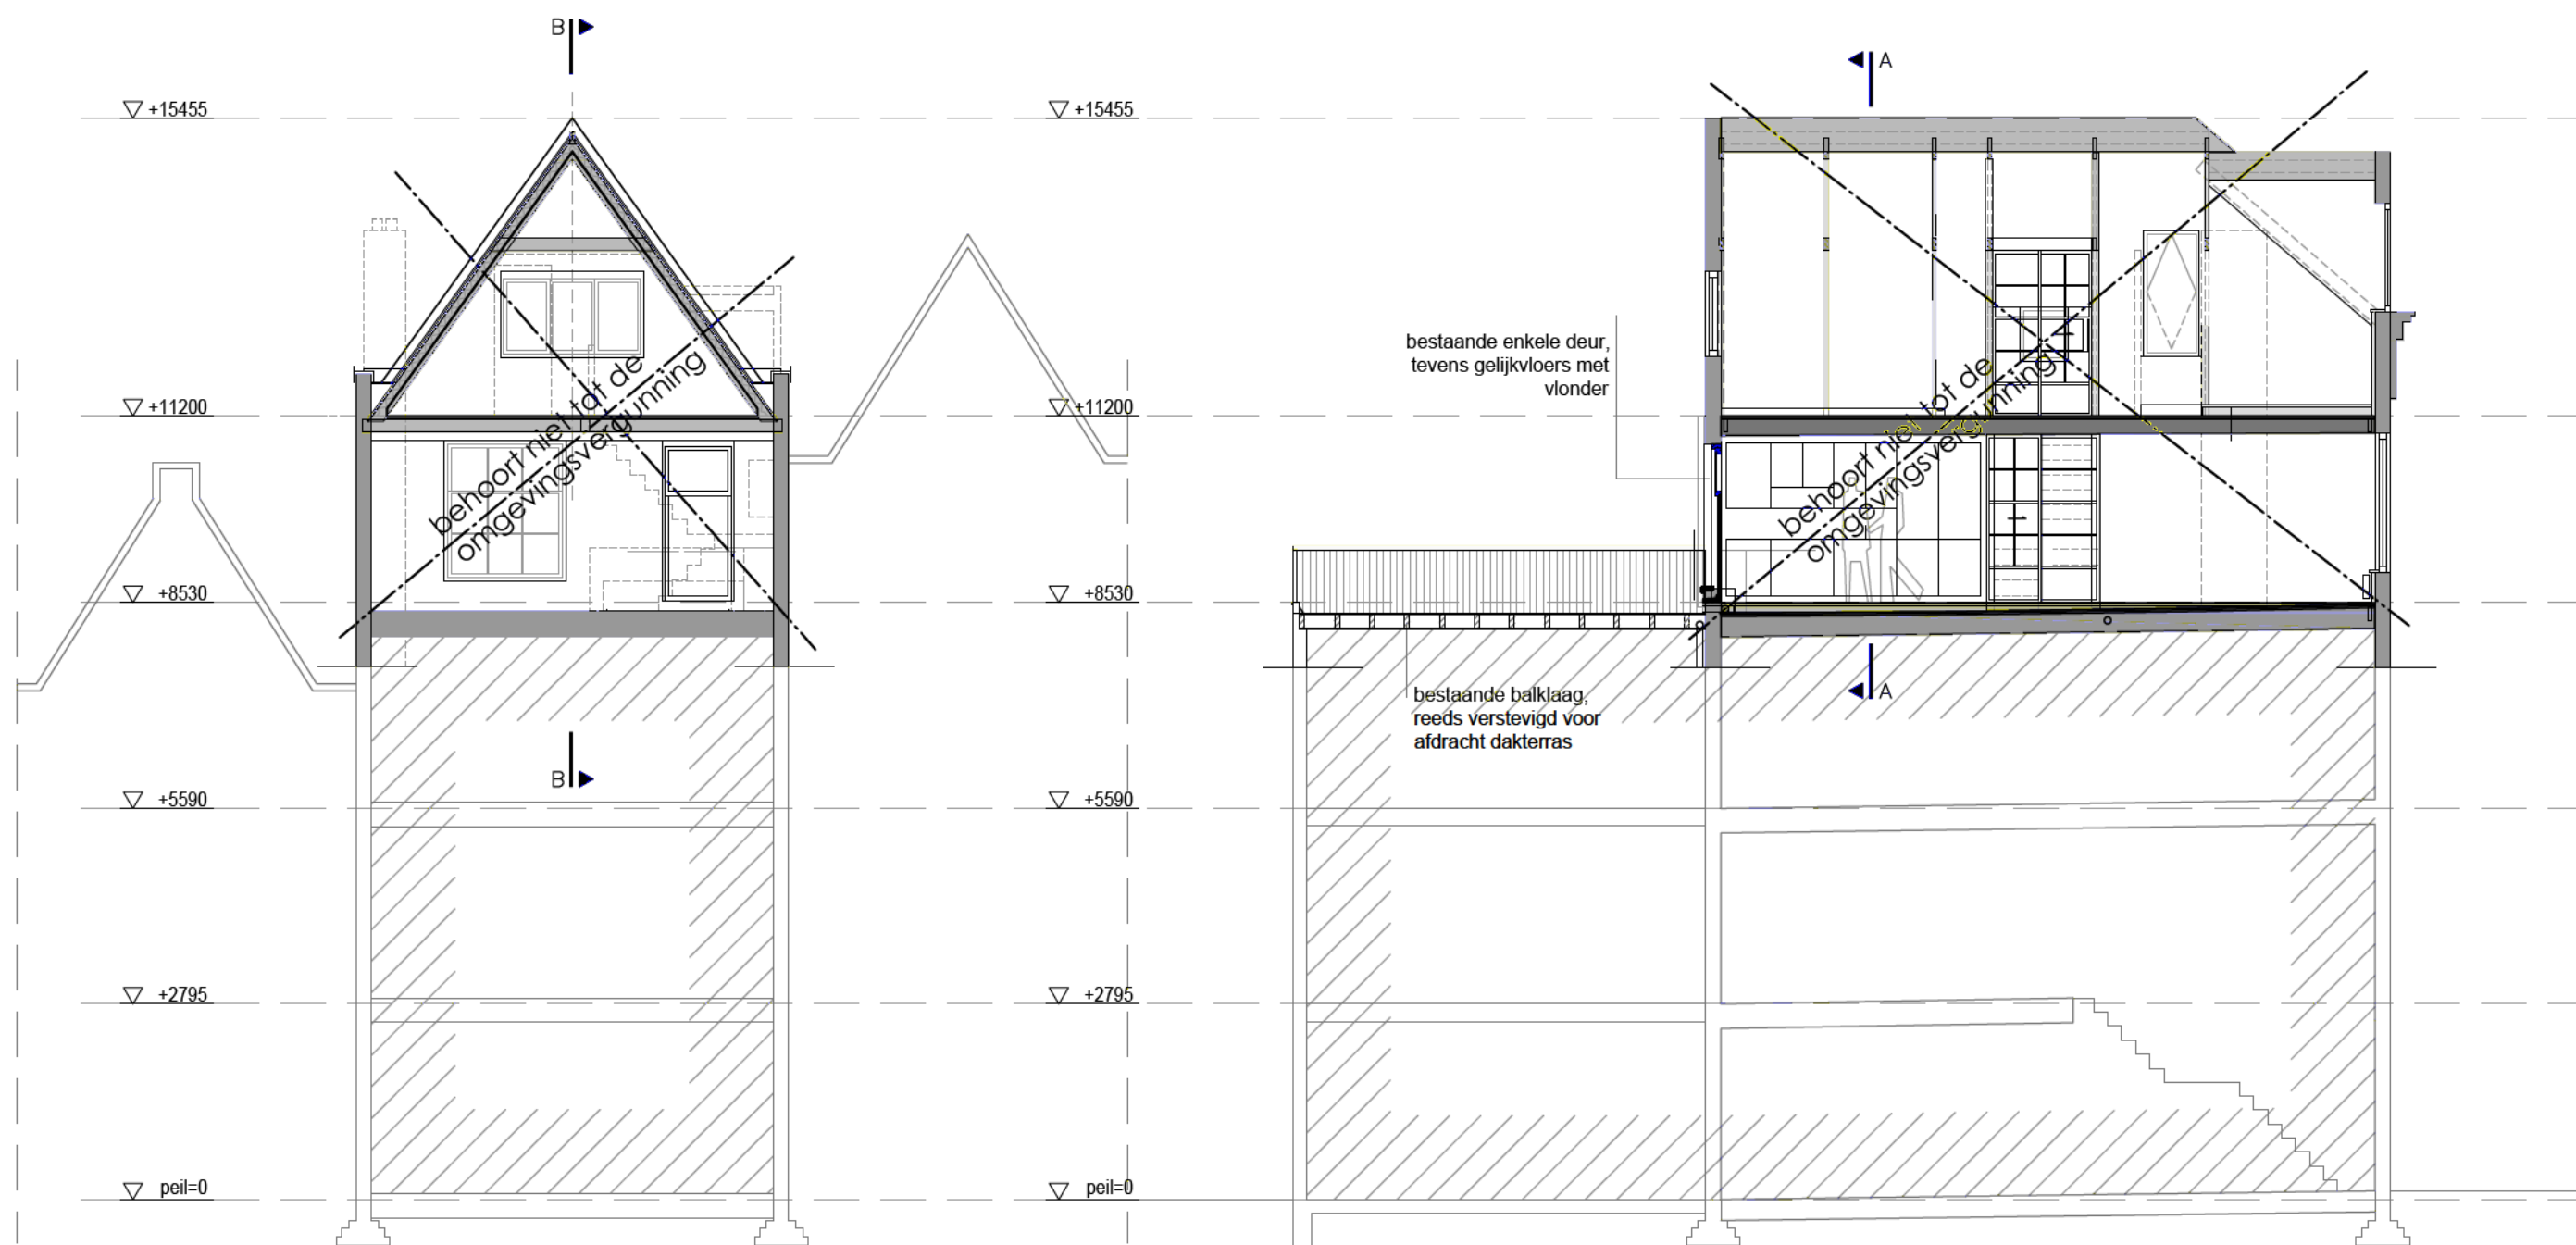 B
+15455
+11200
+8530
+5590
+2795
peil=0
behoort niet tot de
omgevingsvergunning
B
A
+15455
+11200
+8530
+5590
+2795
peil=0
bestaande enkele deur,
tevens gelijkvloers met
vlonder
behoort niet tot de
omgevingsvergunning
A
bestaande balklaag,
reeds verstevigd voor
afdracht dakterras